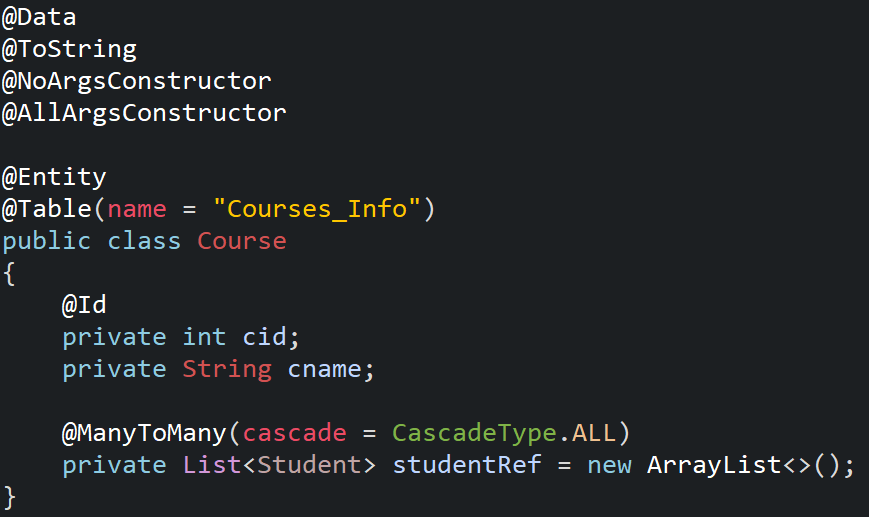 @Data
@ToString
@NoArgsConstructor
@AllArgsConstructor
@Entity
@Table(name = "Courses_Info")
public class Course
{
@Id
private int cid;
private String cname;
@ManyToMany(cascade = CascadeType.ALL)
private List<Student> studentRef = new ArrayList<>();
}